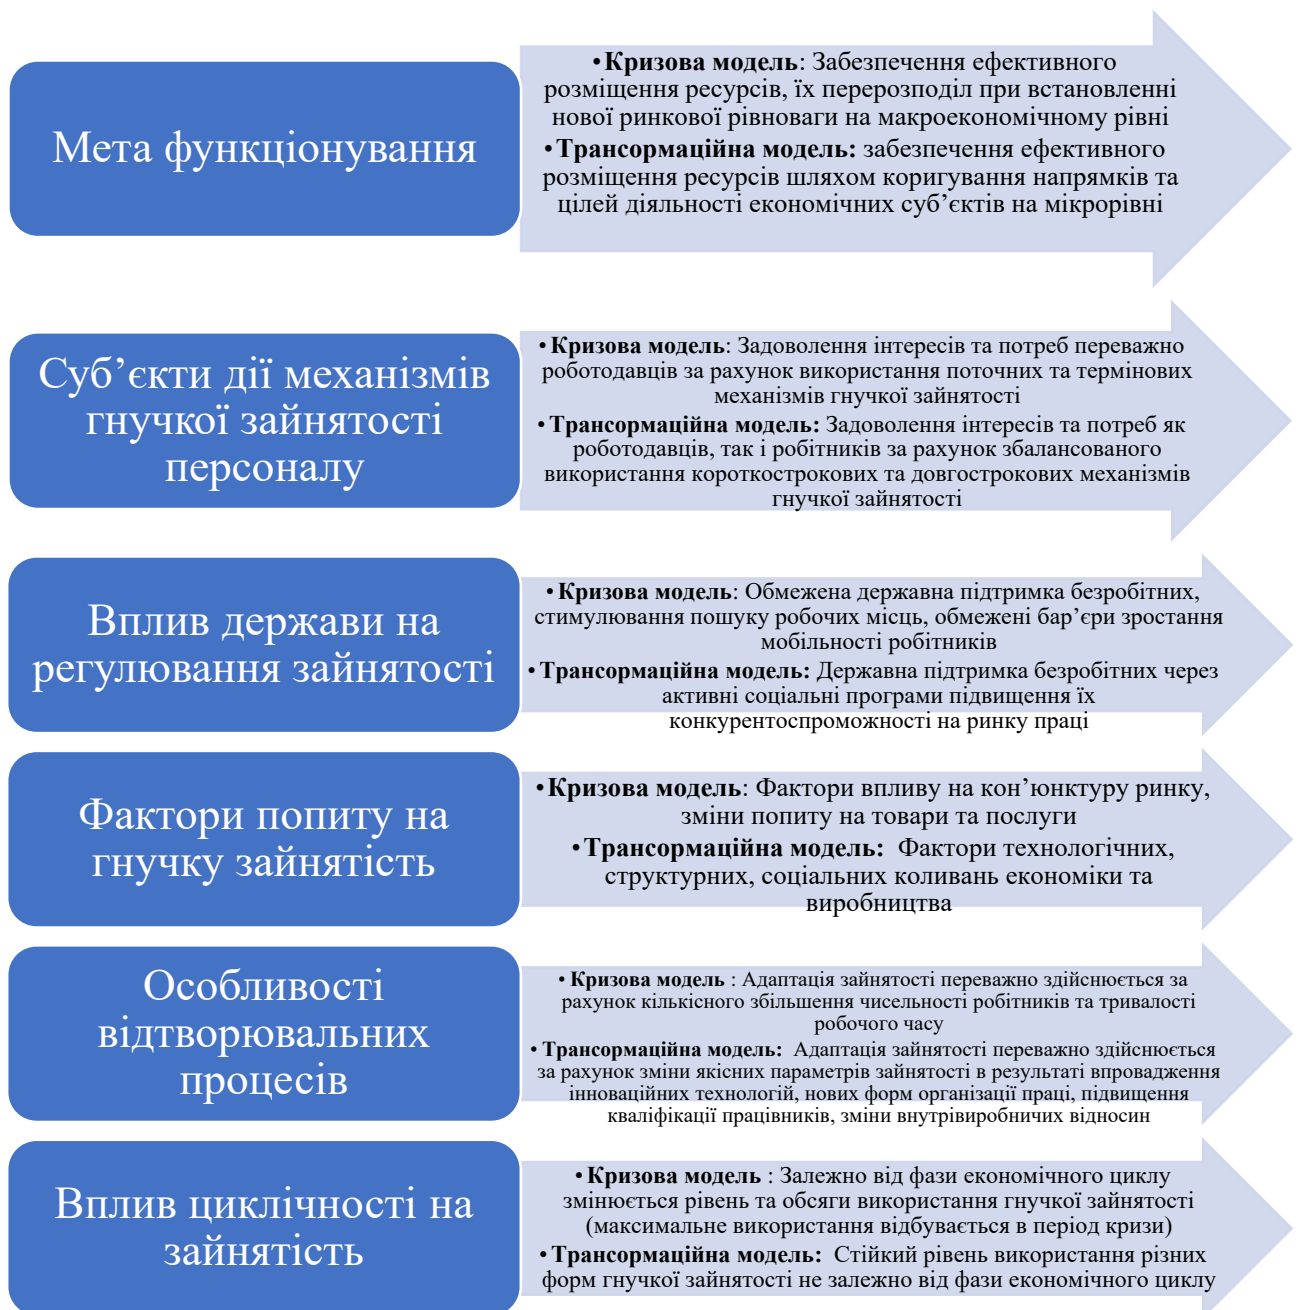 Мета функціонування
•Кризова модель: Забезпечення ефективного
розміщення ресурсів, їх перерозподіл при встановленні
нової ринкової рівноваги на макроекономічному рівні
•Трансормаційна модель: забезпечення ефективного
розміщення ресурсів шляхом коригування напрямків та
цілей діяльності економічних суб’єктів на мікрорівні
Суб’єкти дії механізмів
гнучкої зайнятості
персоналу
•Кризова модель: Задоволення інтересів та потреб переважно
роботодавців за рахунок використання поточних та термінових
механізмів гнучкої зайнятості
•Трансормаційна модель: Задоволення інтересів та потреб як
роботодавців, так і робітників за рахунок збалансованого
використання короткострокових та довгострокових механізмів
гнучкої зайнятості
Вплив держави на
регулювання зайнятості
•Кризова модель: Обмежена державна підтримка безробітних,
стимулювання пошуку робочих місць, обмежені бар’єри зростання
мобільності робітників
•Трансормаційна модель: Державна підтримка безробітних через
активні соціальні програми підвищення їх
конкурентоспроможності на ринку праці
Фактори попиту на
гнучку зайнятість
•Кризова модель: Фактори впливу на кон’юнктуру ринку,
зміни попиту на товари та послуги
•Трансормаційна модель: Фактори технологічних,
структурних, соціальних коливань економіки та
виробництва
Особливості
відтворювальних
процесів
•Кризова модель : Адаптація зайнятості переважно здійснюється за
рахунок кількісного збільшення чисельності робітників та тривалості
робочого часу
•Трансормаційна модель: Адаптація зайнятості переважно здійснюється
за рахунок зміни якісних параметрів зайнятості в результаті впровадження
інноваційних технологій, нових форм організації праці, підвищення
кваліфікації працівників, зміни внутрівиробничих відносин
Вплив циклічності на
зайнятість
•Кризова модель : Залежно від фази економічного циклу
змінюється рівень та обсяги використання гнучкої зайнятості
(максимальне використання відбувається в період кризи)
•Трансормаційна модель: Стійкий рівень використання різних
форм гнучкої зайнятості не залежно від фази економічного циклу